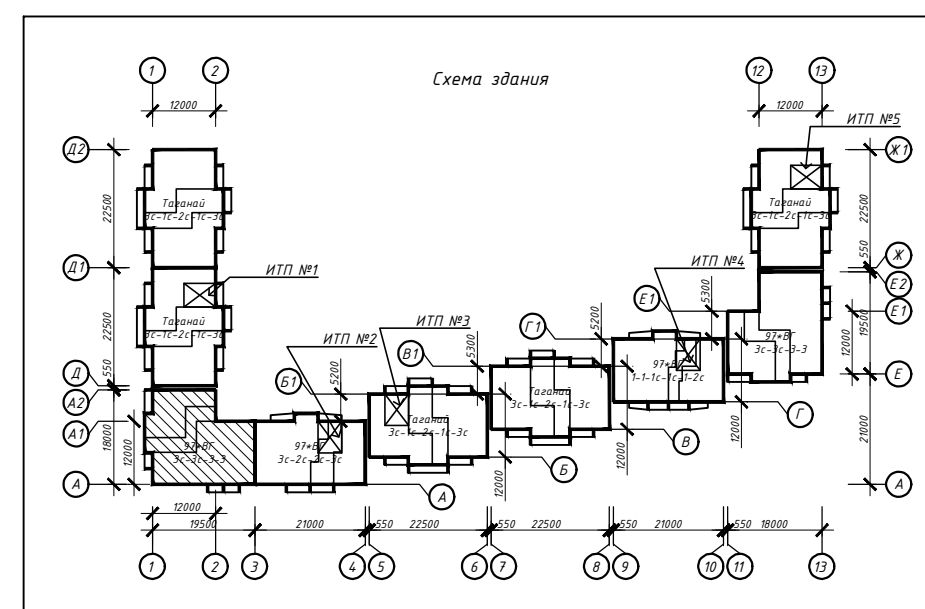 1
2
12
13
Схема здания
12000
12000
ИТП №5
Д2
Ж1
22500
22500
Таганай
3с-1с-2с-1с-3с
Таганай
3с-1с-2с-1с-3с
Д1
ИТП №1
ИТП №4
Ж
550
Е2
22500
Таганай
3с-1с-2с-1с-3с
ИТП №2
ИТП №3
Г1
Е1
5300
Е1
19500
12000
Б1
5200
В1
5300
5200
97*ВГ
3с-3с-3-3
97*ВГ
1-1-1с-1с-1-2с
550
Д
А2
Е
Таганай
3с-1с-2с-1с-3с
Таганай
3с-1с-2с-1с-3с
Г
А1
18000
12000
97*ВГ
3с-3с-3-3
97*ВГ
3с-2с-2с-3с
В
12000
21000
Б
12000
12000
А
А
А
12000
19500
21000
550
22500
550
22500
550
21000
550
18000
1
2
3
4
5
6
7
8
9
10
11
13